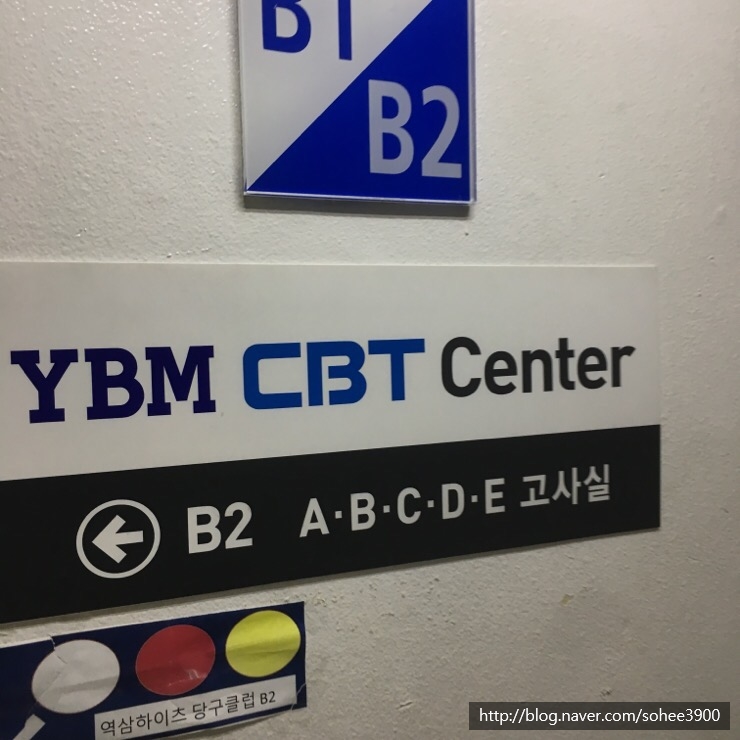 B1
B2
YBM CBT Center
B2 A·B·C·D·E 고사실
역삼하이츠 당구클럽 B2
http://blog.naver.com/sohee3900